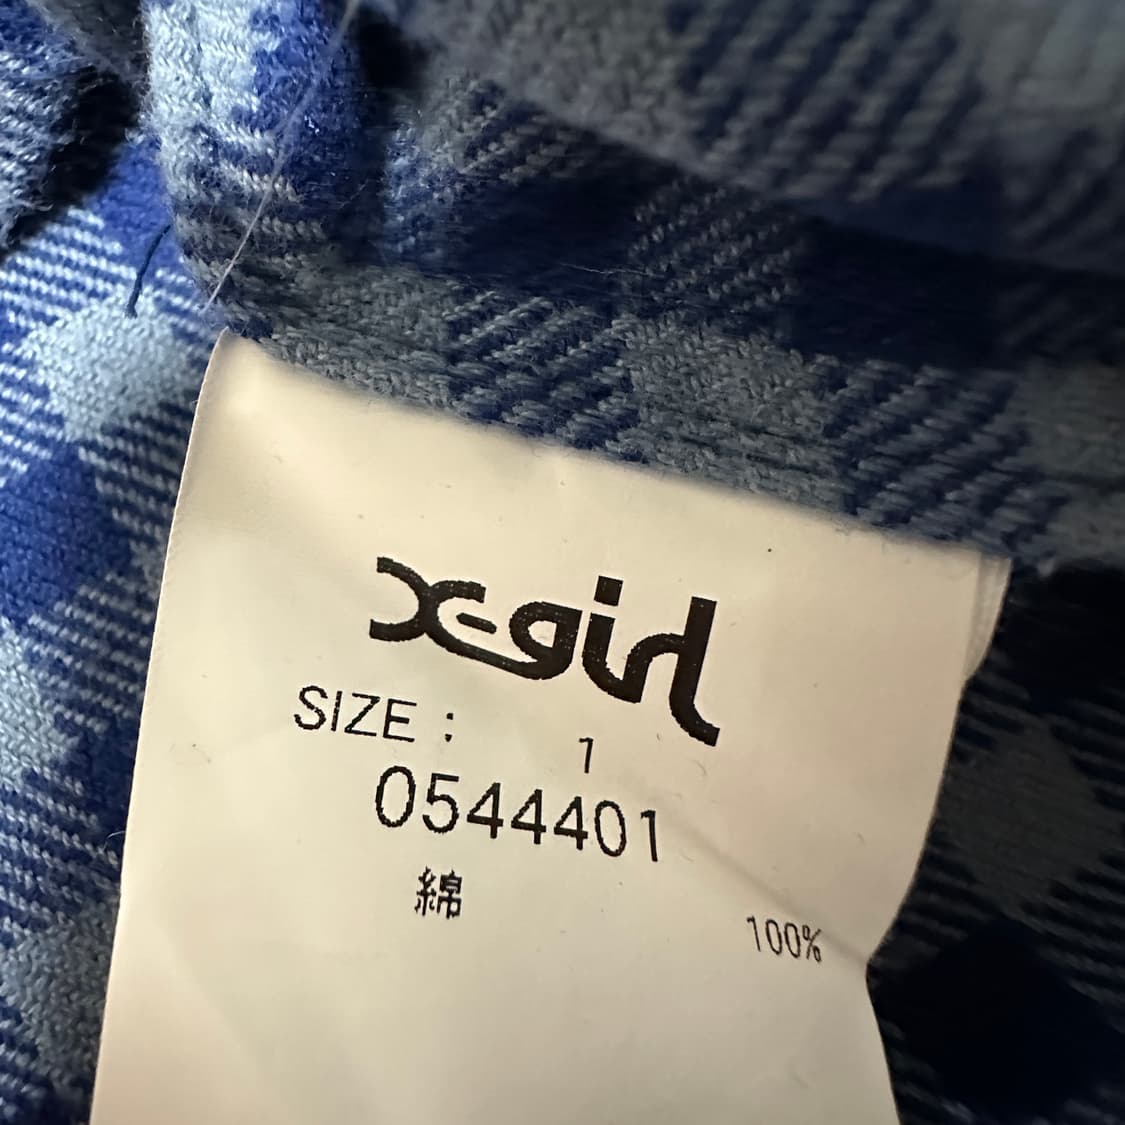 X-girl
SIZE : 1
0544401
綿 100%